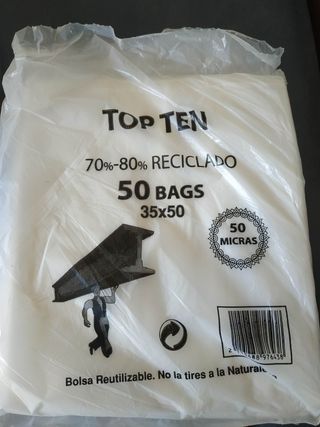 TOP TEN
70%-80% RECICLADO
50 BAGS
35x50
50
MICRAS
Bolsa Reutilizable. No la tires a la Naturaleza